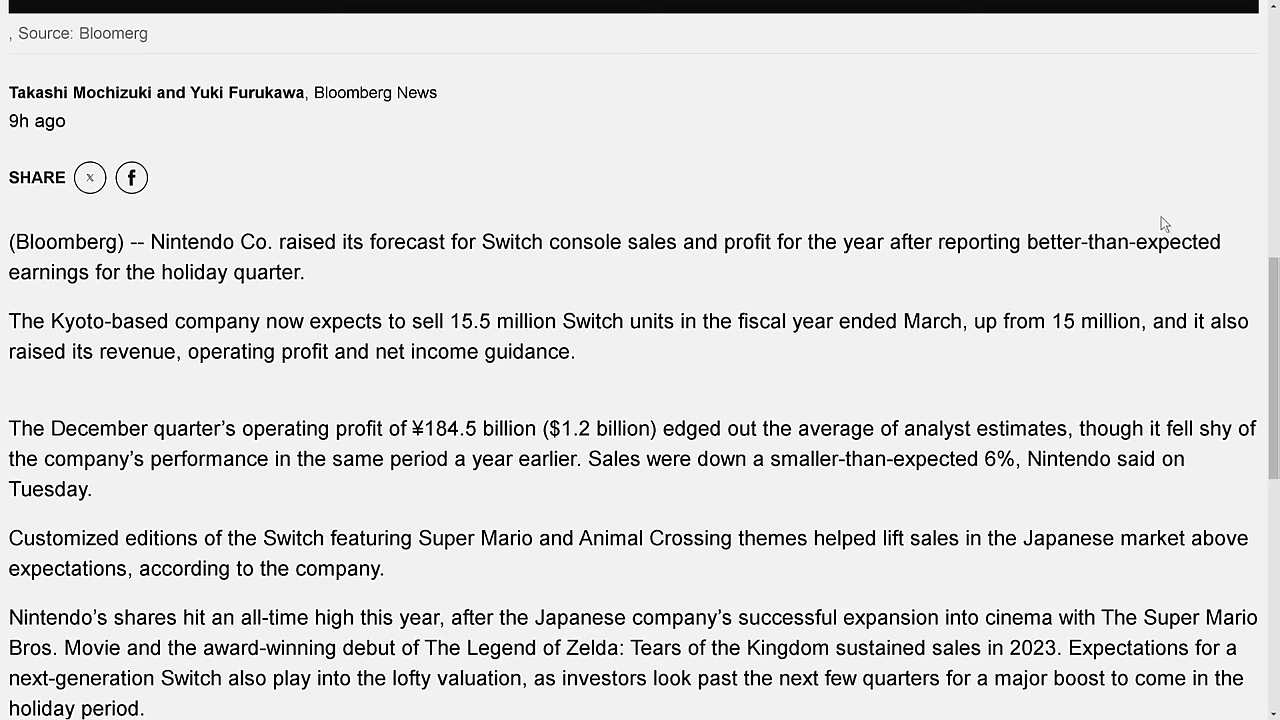 , Source: Bloomerg
Takashi Mochizuki and Yuki Furukawa, Bloomberg News
9h ago
SHARE X f
(Bloomberg) -- Nintendo Co. raised its forecast for Switch console sales and profit for the year after reporting better-than-expected
earnings for the holiday quarter.
The Kyoto-based company now expects to sell 15.5 million Switch units in the fiscal year ended March, up from 15 million, and it also
raised its revenue, operating profit and net income guidance.
The December quarter’s operating profit of ¥184.5 billion ($1.2 billion) edged out the average of analyst estimates, though it fell shy of
the company’s performance in the same period a year earlier. Sales were down a smaller-than-expected 6%, Nintendo said on
Tuesday.
Customized editions of the Switch featuring Super Mario and Animal Crossing themes helped lift sales in the Japanese market above
expectations, according to the company.
Nintendo’s shares hit an all-time high this year, after the Japanese company’s successful expansion into cinema with The Super Mario
Bros. Movie and the award-winning debut of The Legend of Zelda: Tears of the Kingdom sustained sales in 2023. Expectations for a
next-generation Switch also play into the lofty valuation, as investors look past the next few quarters for a major boost to come in the
holiday period.